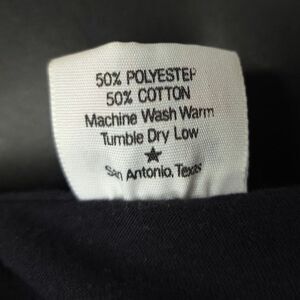 50% POLYESTER
50% COTTON
Machine Wash Warm
Tumble Dry Low
★
San Antonio, Texas